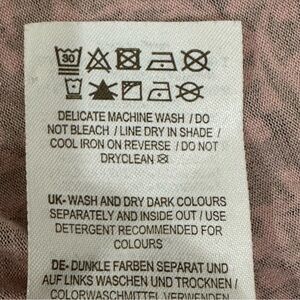 30
DELICATE MACHINE WASH / DO
NOT BLEACH / LINE DRY IN SHADE /
COOL IRON ON REVERSE / DO NOT
DRYCLEAN
UK- WASH AND DRY DARK COLOURS
SEPARATELY AND INSIDE OUT / USE
DETERGENT RECOMMENDED FOR
COLOURS
DE- DUNKLE FARBEN SEPARAT UND
AUF LINKS WASCHEN UND TROCKNEN /
COLORWASCHMITTEL VERWENDEN